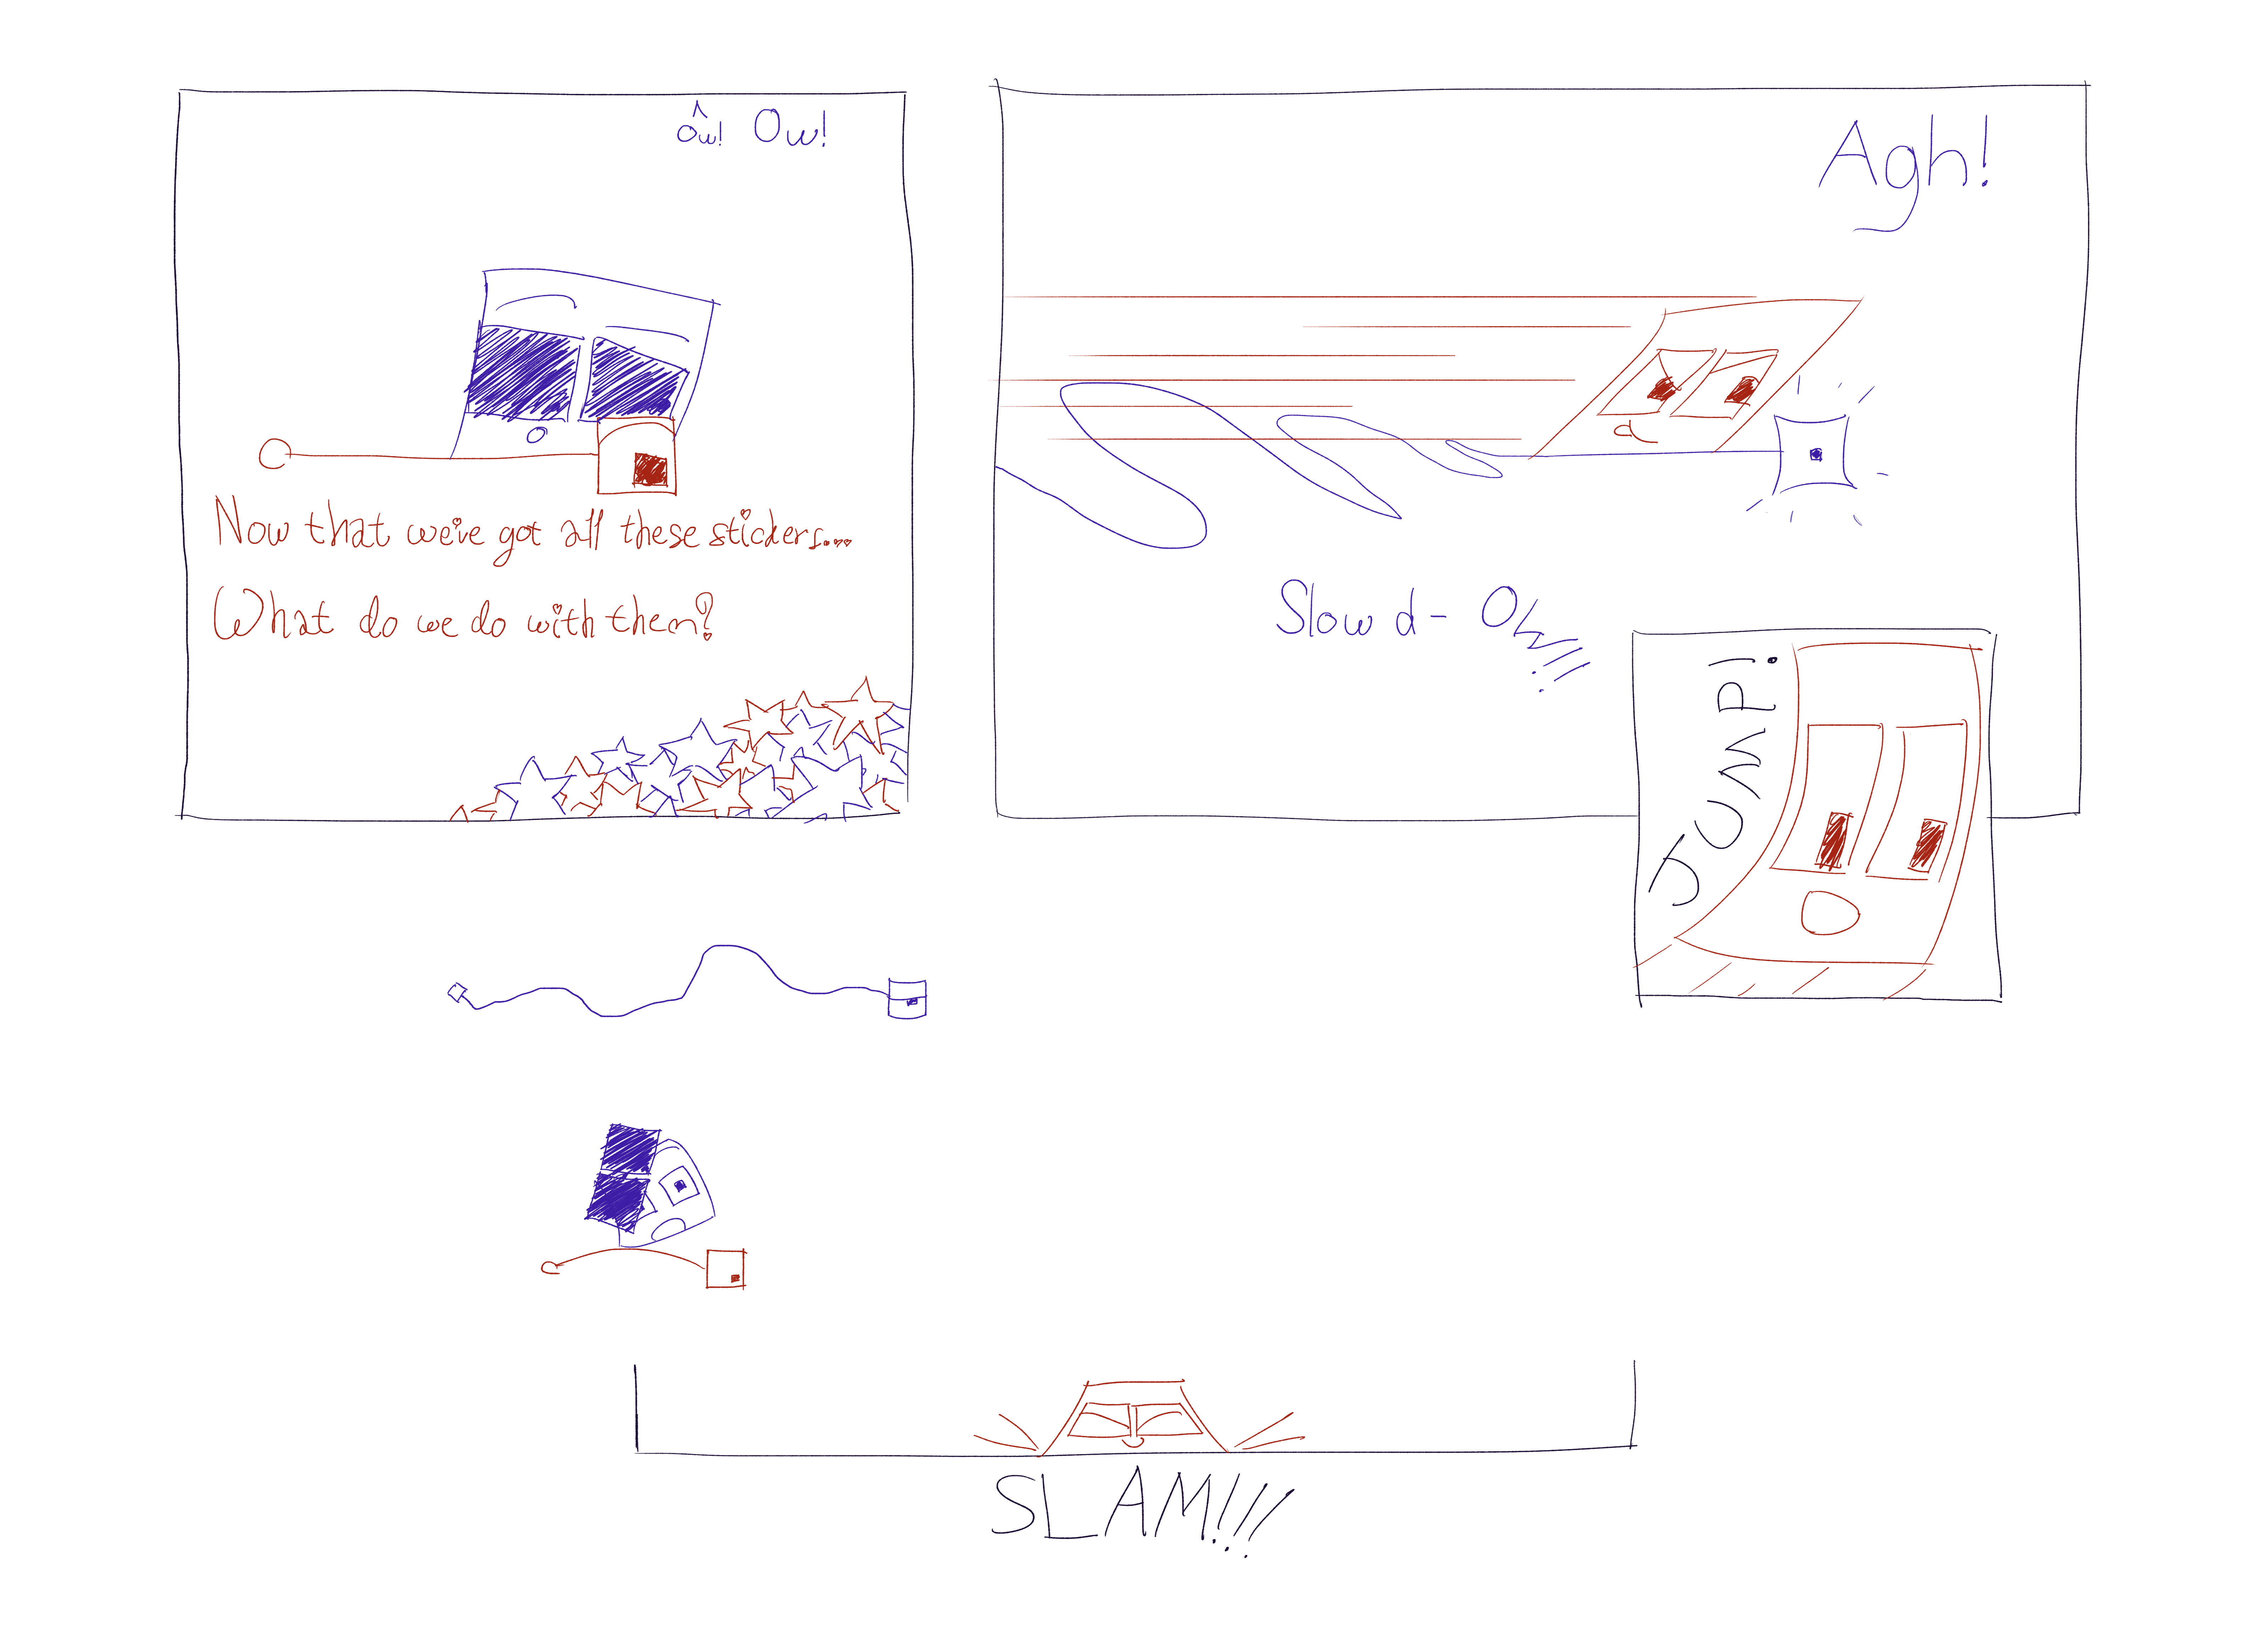 Ow! Ow!
Now that we've got all these stickers...
What do we do with them?
Agh!
Slow d- OW!!!
JUMP!
SLAM!!!